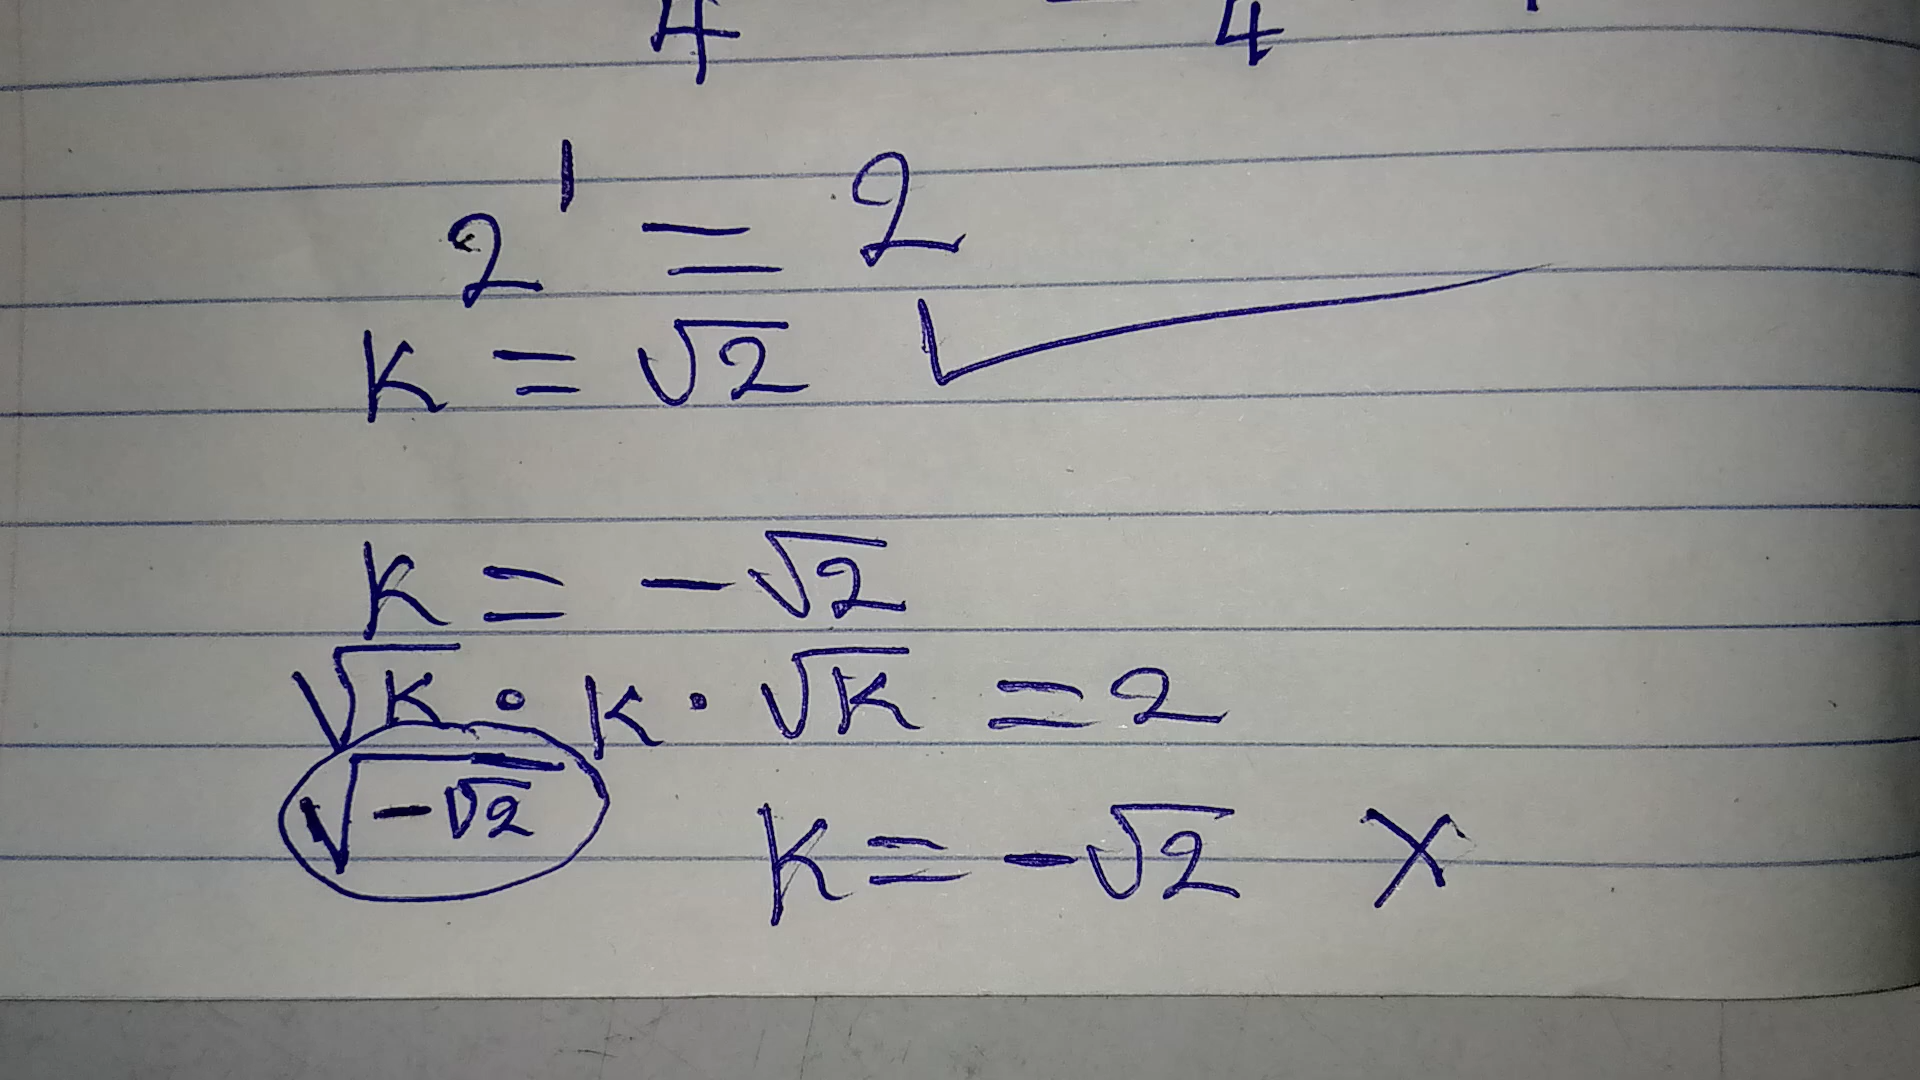 4 4
2¹ = 2
K = √2 ✓
K = -√2
√K · K · √K = 2
√-√2 K = -√2 X